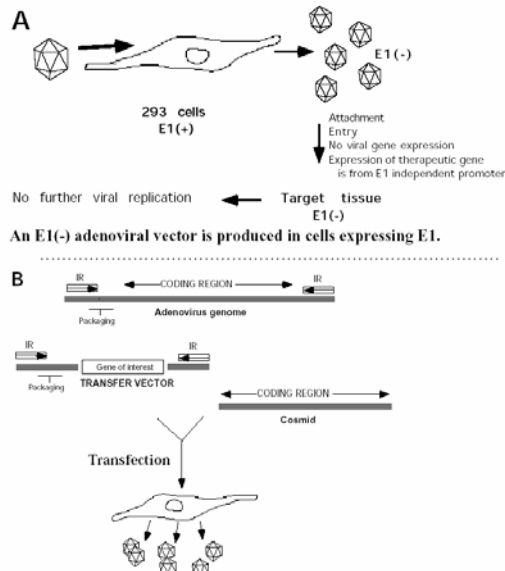 A
E1(-)
293 cells
E1(+)
Attachment
Entry
No viral gene expression
Expression of therapeutic gene
is from E1 independent promoter
No further viral replication
Target tissue
E1(-)
An E1(-) adenoviral vector is produced in cells expressing E1.
B
IR
CODING REGION
IR
Adenovirus genome
Packaging
IR
IR
Gene of interest
Packaging
TRANSFER VECTOR
CODING REGION
Cosmid
Transfection